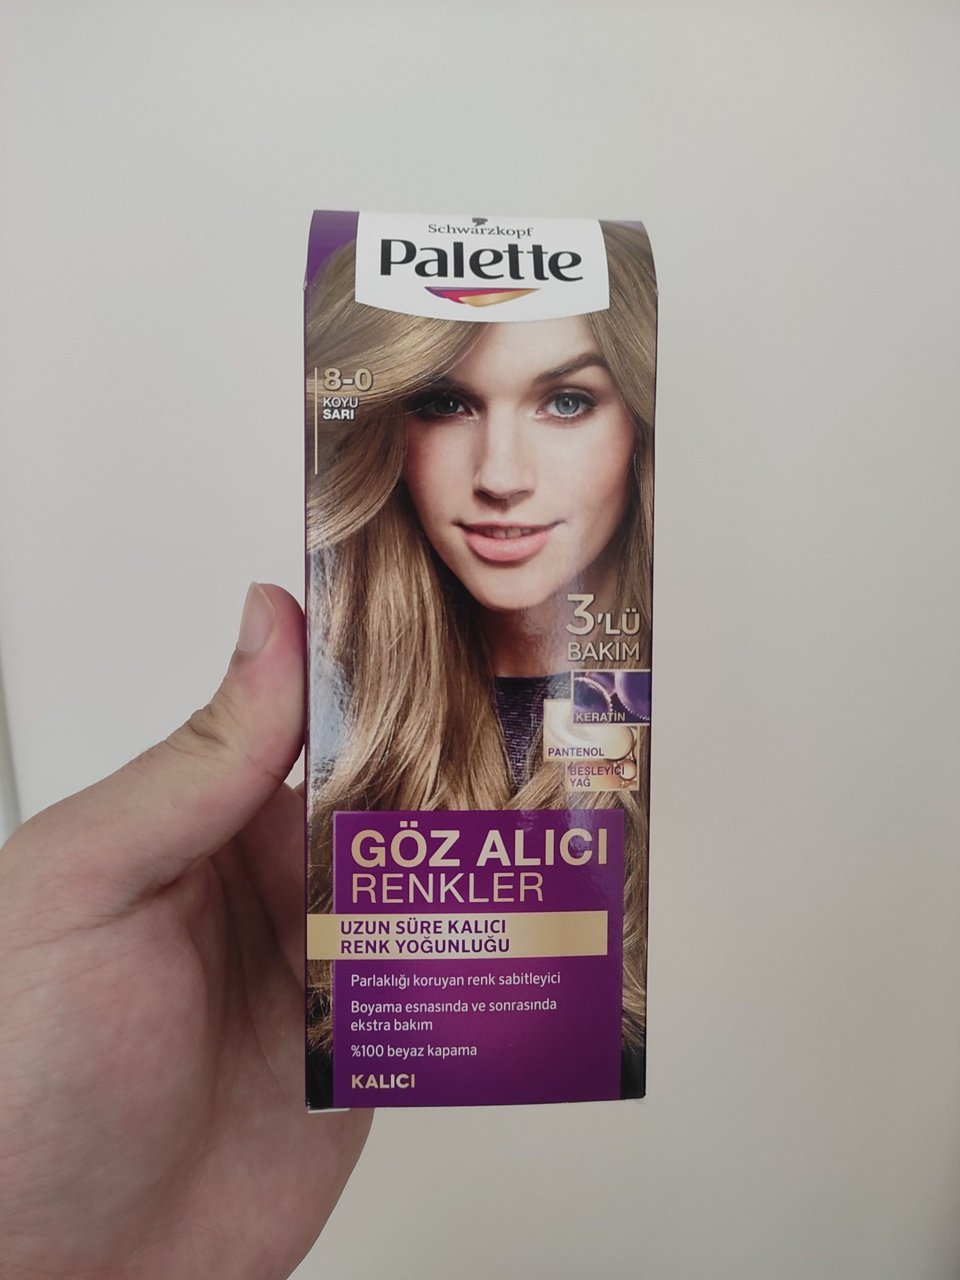 Schwarzkopf
Palette
8-0
KOYU
SARI
3'LÜ
BAKIM
KERATİN
PANTENOL
BESLEYİCİ
YAĞ
GÖZ ALICI
RENKLER
UZUN SÜRE KALICI
RENK YOĞUNLUĞU
Parlaklığı koruyan renk sabitleyici
Boyama esnasında ve sonrasında
ekstra bakım
%100 beyaz kapama
KALICI